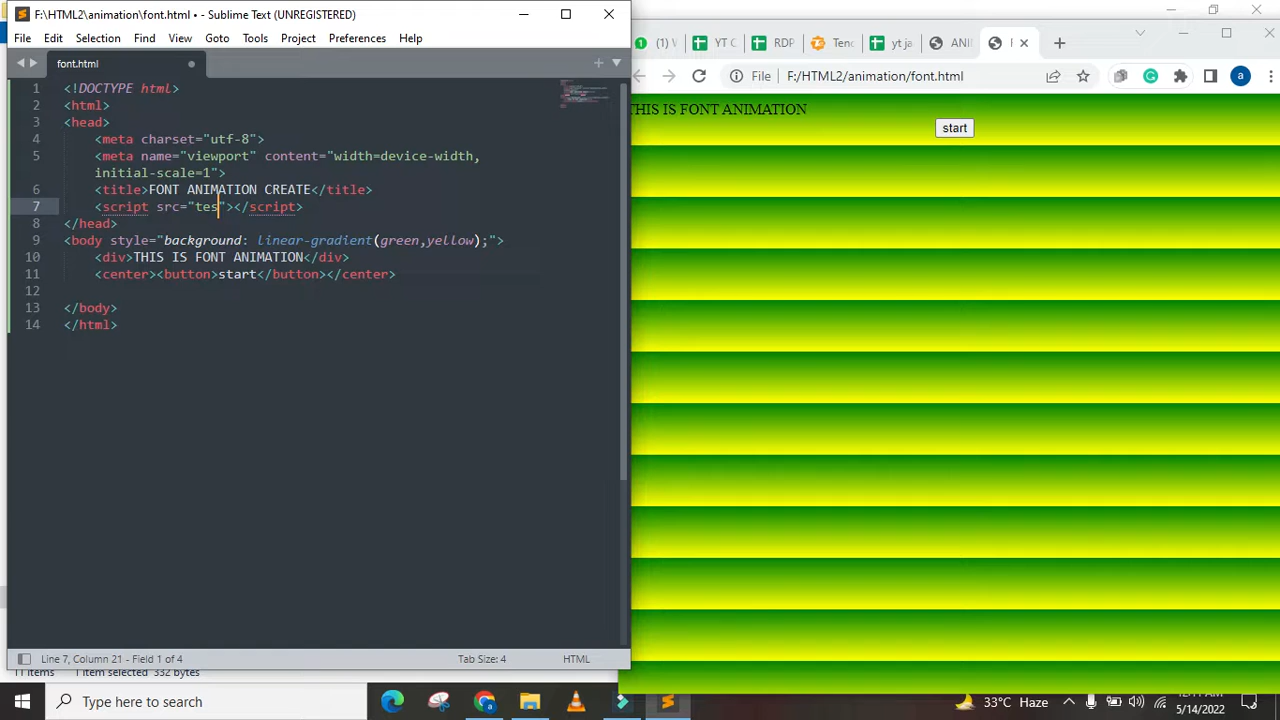 F:\HTML2\animation\font.html • - Sublime Text (UNREGISTERED)
File Edit Selection Find View Goto Tools Project Preferences Help
font.html
1 <!DOCTYPE html>
2 <html>
3 <head>
4 <meta charset="utf-8">
5 <meta name="viewport" content="width=device-width,
initial-scale=1">
6 <title>FONT ANIMATION CREATE</title>
7 <script src="tes"></script>
8 </head>
9 <body style="background: linear-gradient(green,yellow);">
10 <div>THIS IS FONT ANIMATION</div>
11 <center><button>start</button></center>
12
13 </body>
14 </html>
Line 7, Column 21 - Field 1 of 4 Tab Size: 4 HTML
1 YT C RDP Tenc yt ja ANI
File F:/HTML2/animation/font.html a
THIS IS FONT ANIMATION
start
11 items 1 item selected 332 bytes
Type here to search
33°C Haze
5/14/2022
3